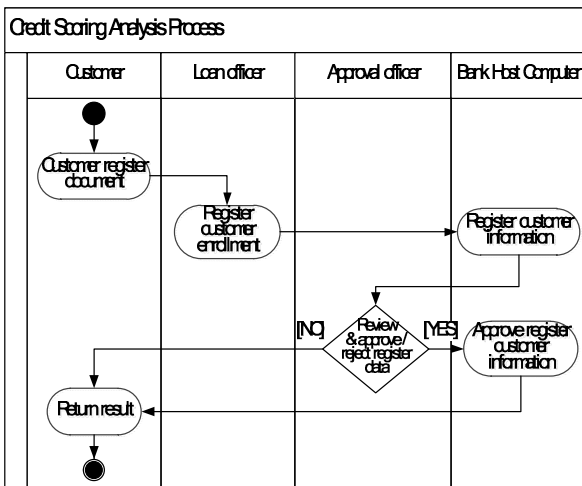 Credit Scoring Analysis Process
Customer
Loan officer
Approval officer
Bank Host Computer
Customer register
document
Register
customer
enrollment
Register customer
information
[NO]
Review
& approve /
reject register
data
[YES]
Approve register
customer
information
Return result